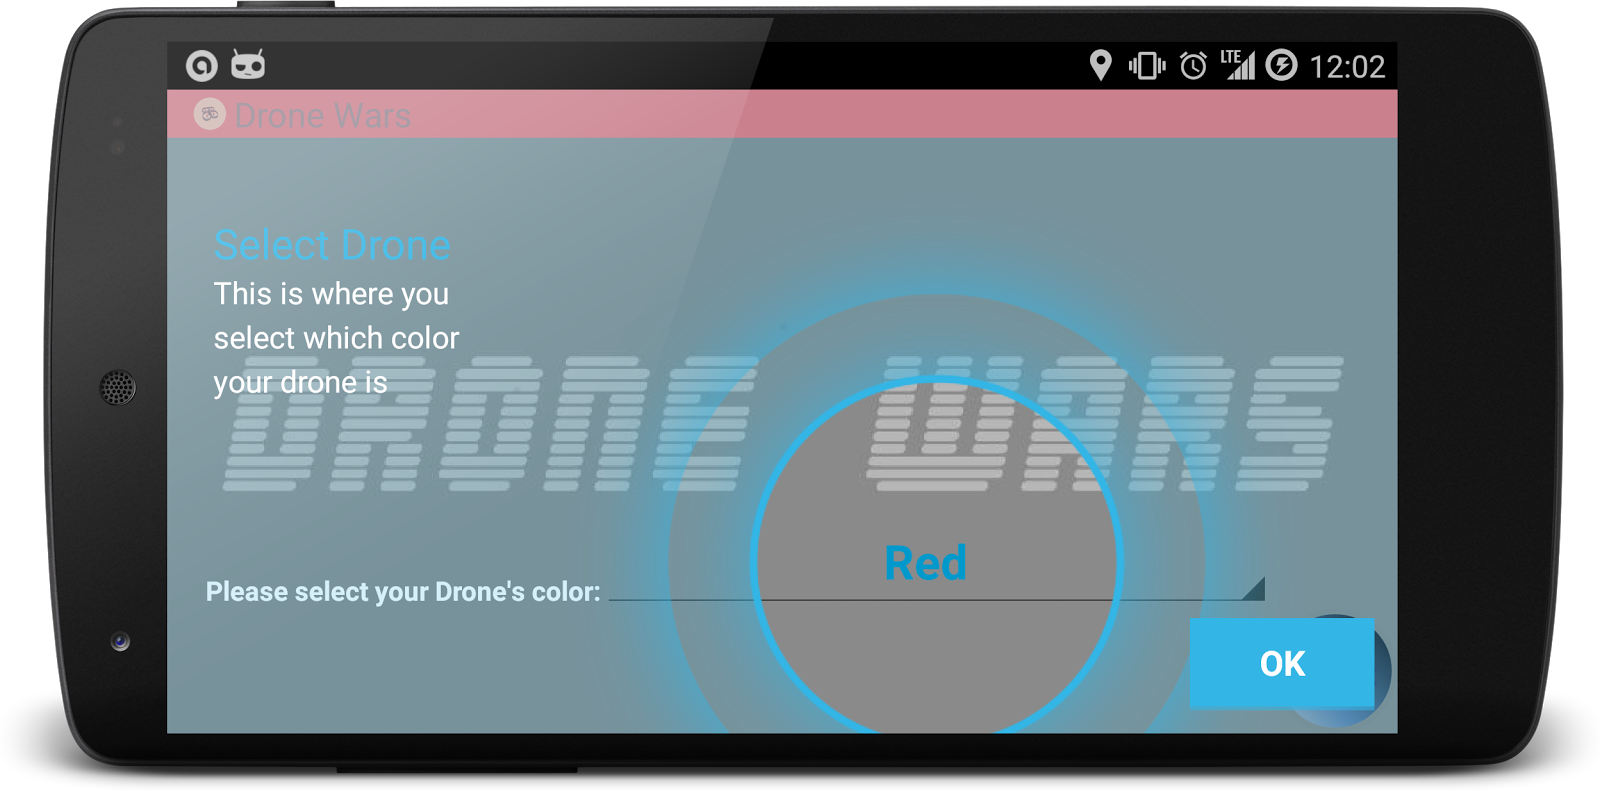 LTE 12:02
Drone Wars
Select Drone
This is where you
select which color
your drone is
DRONE WARS
Red
Please select your Drone's color:
OK